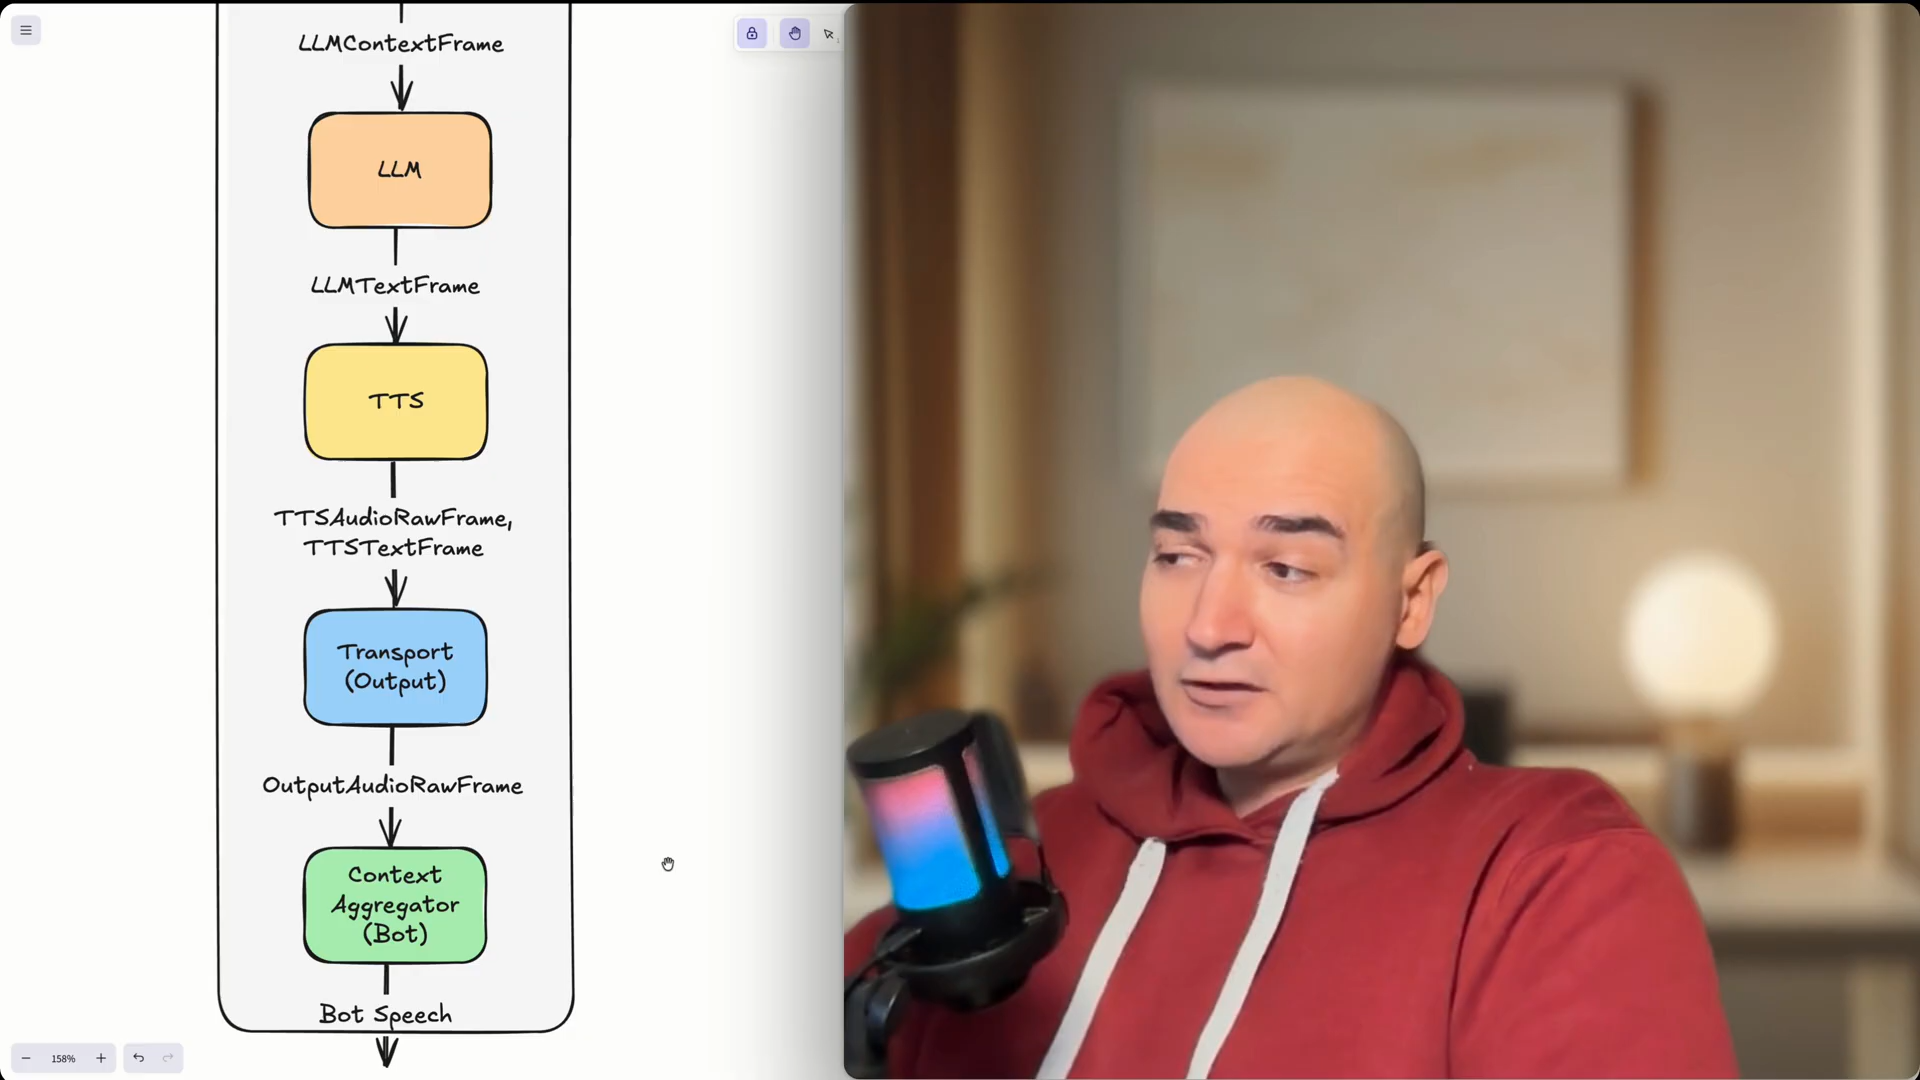 LLMContextFrame
LLM
LLMTextFrame
TTS
TTSAudioRawFrame,
TTSTextFrame
Transport
(Output)
OutputAudioRawFrame
Context
Aggregator
(Bot)
Bot Speech
158%